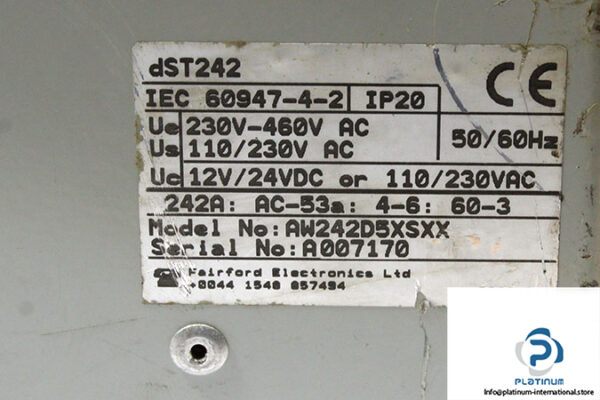 dST242
CE
IEC 60947-4-2 IP20
Ue 230V-460V AC
Us 110/230V AC
50/60Hz
Uc 12V/24VDC or 110/230VAC
242A: AC-53a: 4-6: 60-3
Model No: AW242D5XSXX
Serial No: A007170
Fairford Electronics Ltd
+0044 1548 857494
PLATINUM
info@platinum-international.store